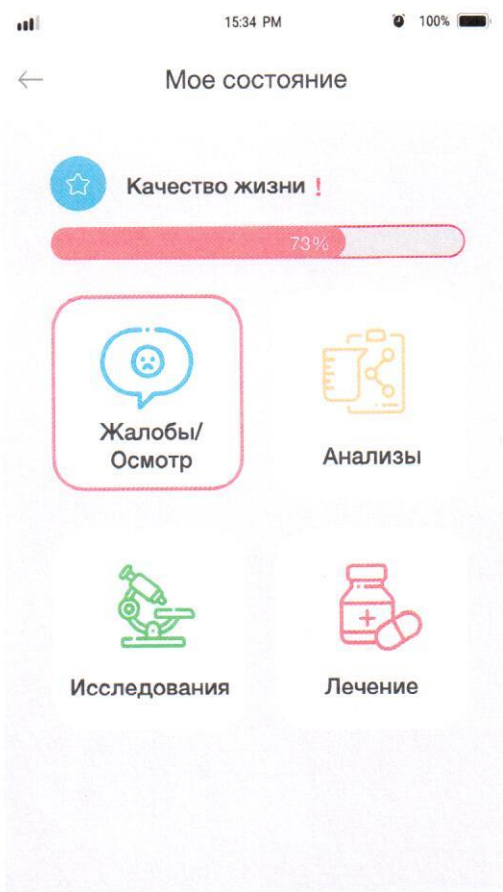 15:34 PM
100%
Мое состояние
Качество жизни !
73%
Жалобы/
Осмотр
Анализы
Исследования
Лечение